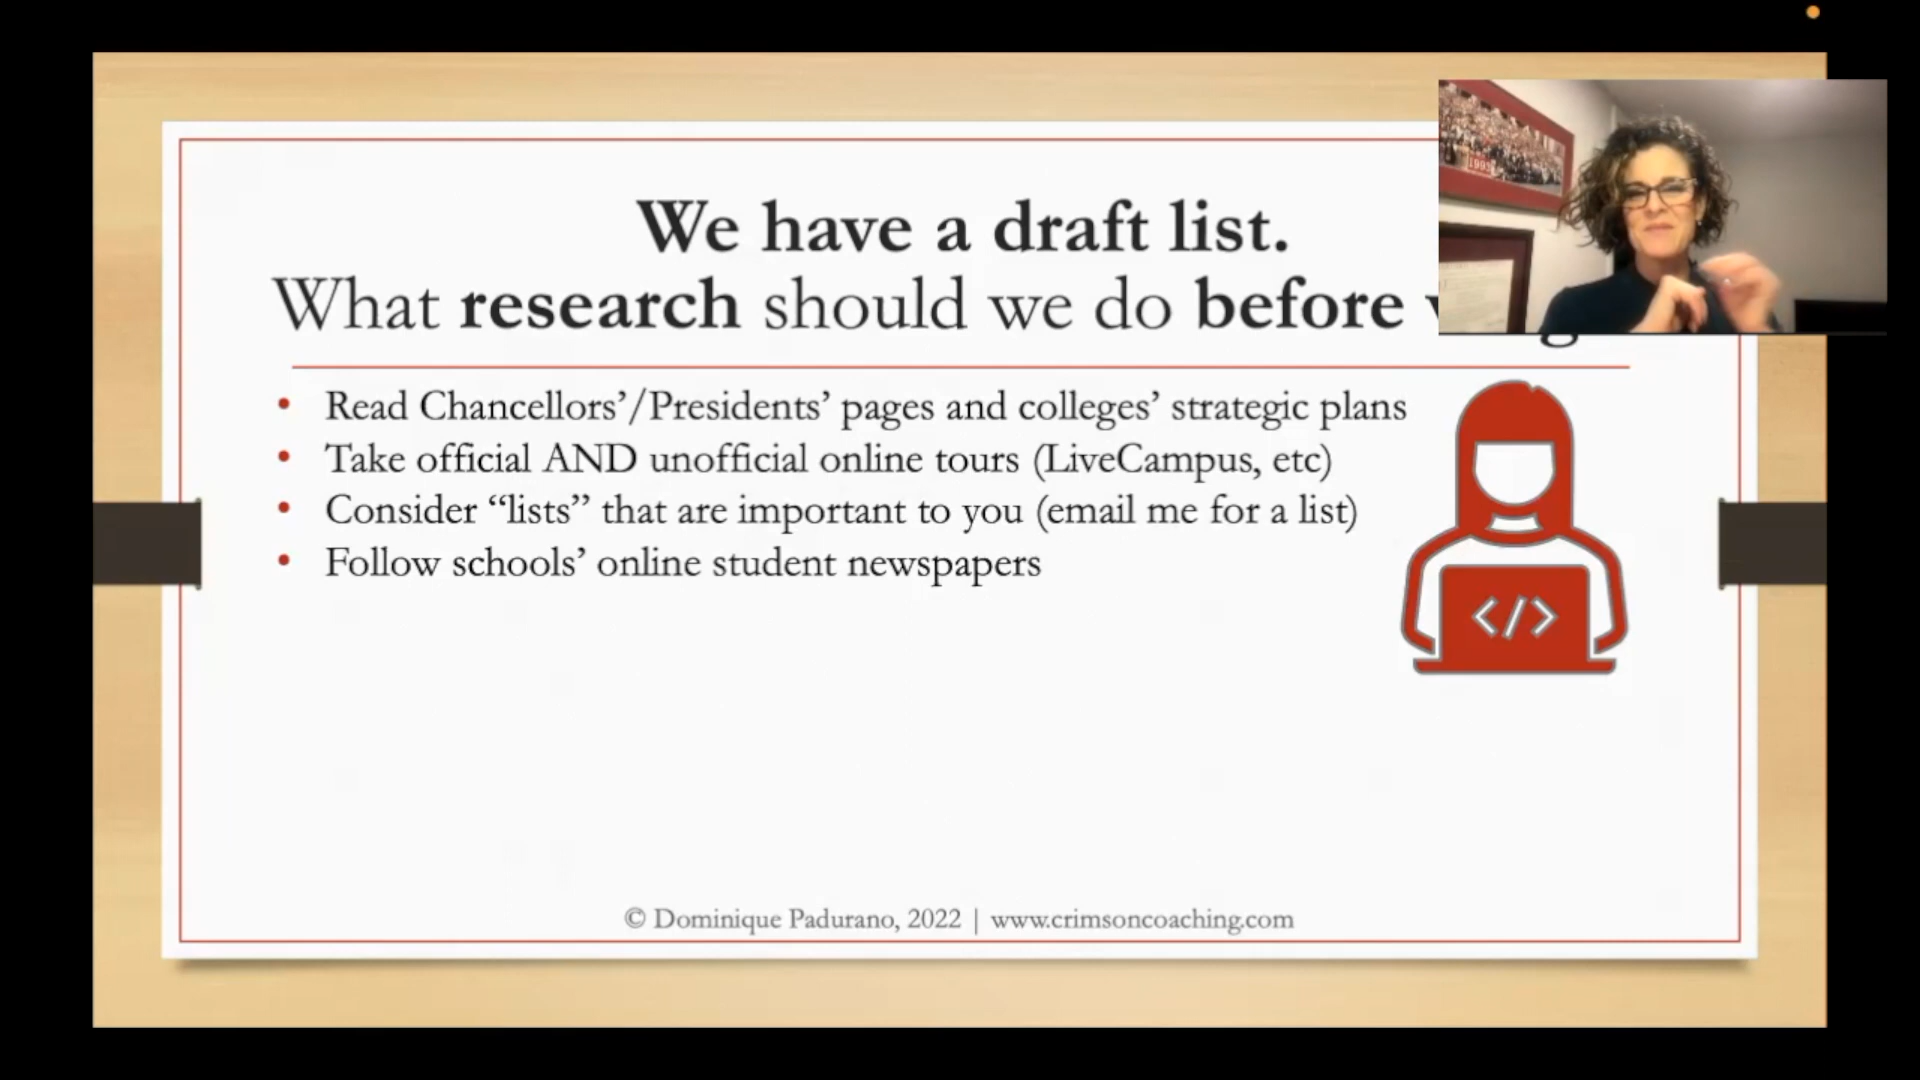 We have a draft list.
What research should we do before
• Read Chancellors’/Presidents’ pages and colleges’ strategic plans
• Take official AND unofficial online tours (LiveCampus, etc)
• Consider “lists” that are important to you (email me for a list)
• Follow schools’ online student newspapers
</>
© Dominique Padurano, 2022 | www.crimsoncoaching.com
1995